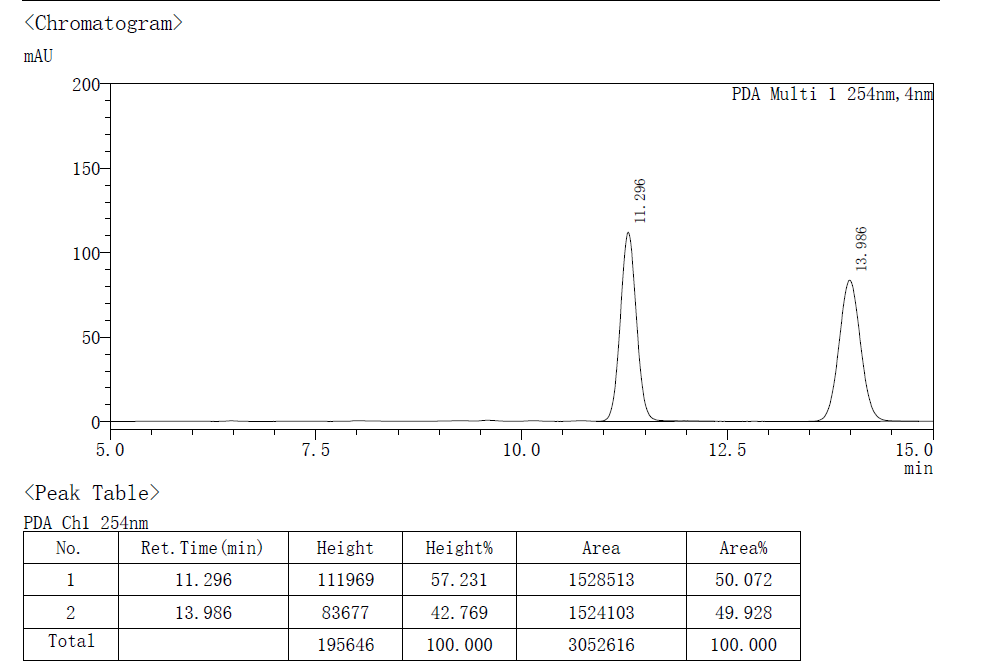 <Chromatogram>
mAU
PDA Multi 1 254nm,4nm
200
150
100
50
0
11.296
13.986
5.0 7.5 10.0 12.5 15.0
min
<Peak Table>
PDA Ch1 254nm
No. Ret.Time(min) Height Height% Area Area%
1 11.296 111969 57.231 1528513 50.072
2 13.986 83677 42.769 1524103 49.928
Total 195646 100.000 3052616 100.000